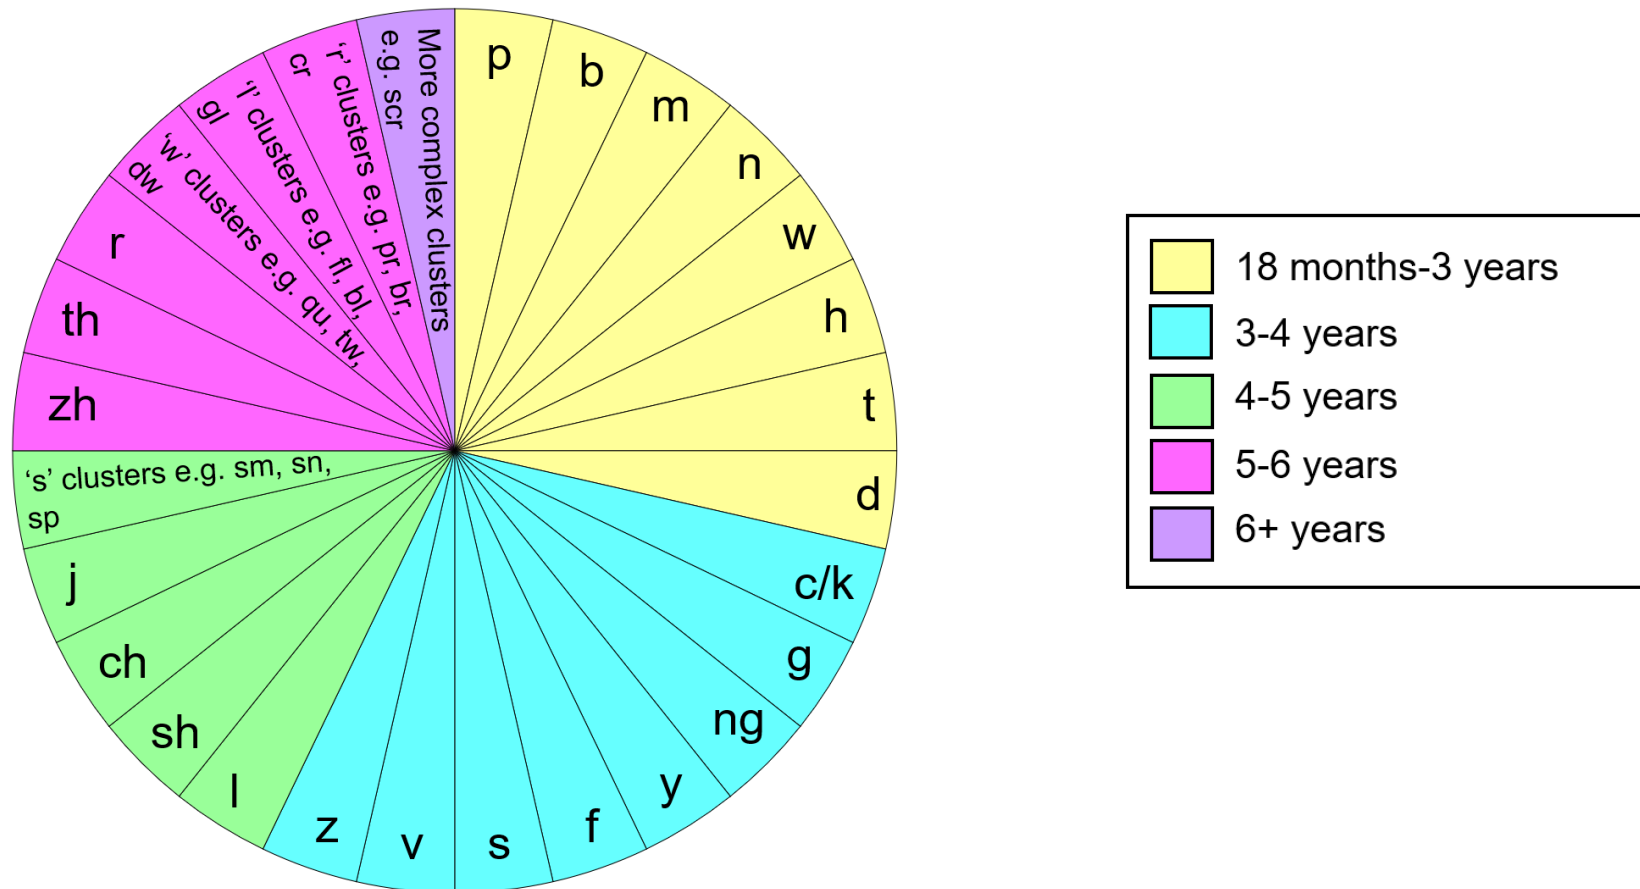 p
b
m
n
w
h
t
d
c/k
g
ng
y
f
s
v
z
l
sh
ch
j
‘s’ clusters e.g. sm, sn,
sp
zh
th
r
‘w’ clusters e.g. qu, tw,
dw
‘l’ clusters e.g. fl, bl,
gl
‘r’ clusters e.g. pr, br,
cr
More complex clusters
e.g. scr
18 months-3 years
3-4 years
4-5 years
5-6 years
6+ years